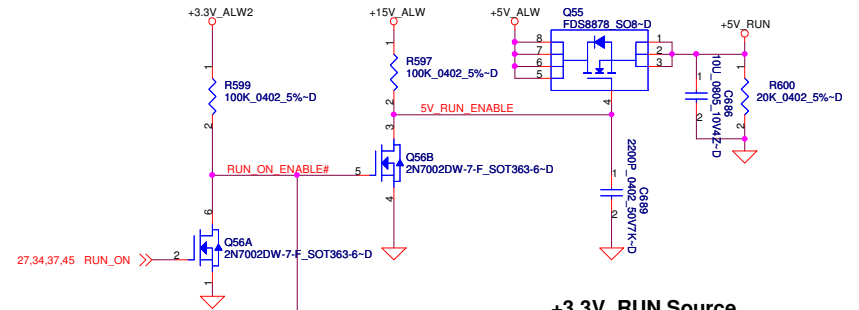 +3.3V_ALW2
+15V_ALW
+5V_ALW
Q55
FDS8878_SO8~D
+5V_RUN
8
7
6
5
1
2
3
4
1
R599
100K_0402_5%~D
2
1
R597
100K_0402_5%~D
2
5V_RUN_ENABLE
1
2
10U_0805_10V4Z~D
C686
1
R600
20K_0402_5%~D
2
3
Q56B
2N7002DW-7-F_SOT363-6~D
5
4
RUN_ON_ENABLE#
1
2
2200P_0402_50V7K~D
C689
6
Q56A
2N7002DW-7-F_SOT363-6~D
2
1
27,34,37,45 RUN_ON
+3.3V_RUN Source